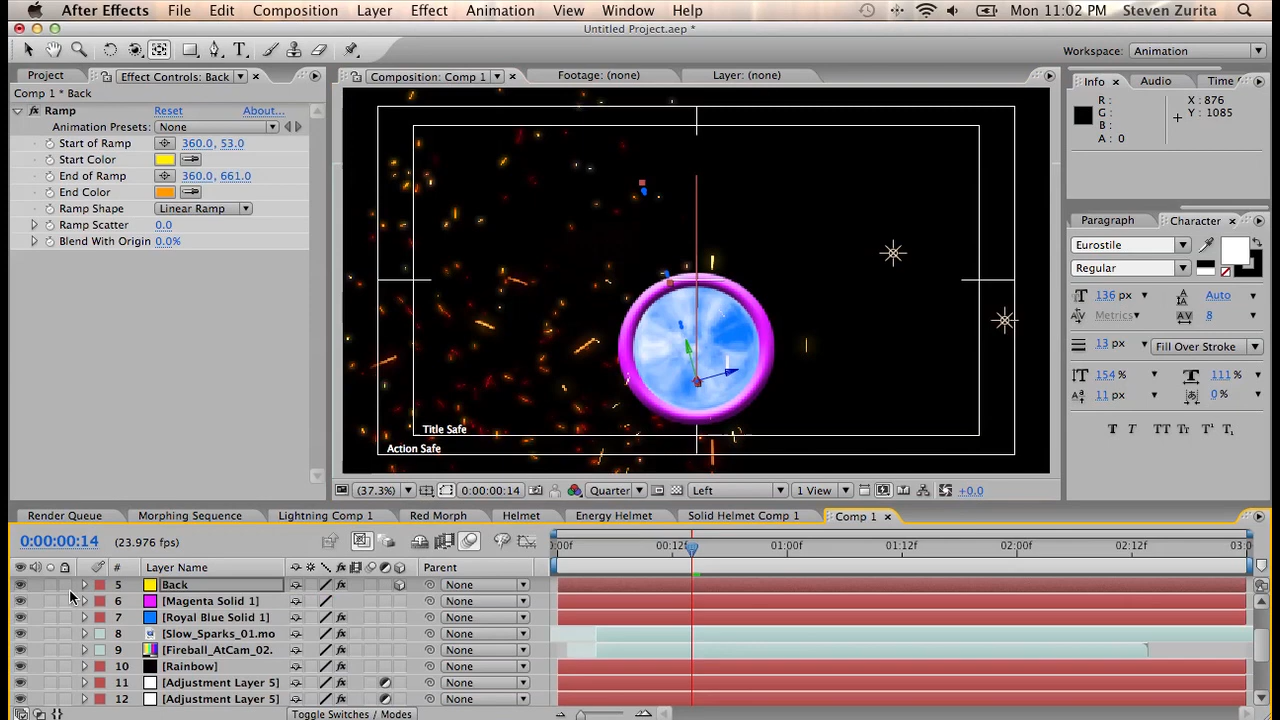 After Effects File Edit Composition Layer Effect Animation View Window Help Mon 11:02 PM Steven Zurita
Untitled Project.aep *
Workspace: Animation
Project Effect Controls: Back Composition: Comp 1 Footage: (none) Layer: (none) Info Audio Time
Comp 1 * Back
fx Ramp Reset About...
Animation Presets: None
Start of Ramp 360.0, 53.0
Start Color
End of Ramp 360.0, 661.0
End Color
Ramp Shape Linear Ramp
Ramp Scatter 0.0
Blend With Origin 0.0%
Title Safe
Action Safe
R: X: 876
G: Y: 1085
B:
A: 0
Paragraph Character
Eurostile
Regular
136 px Auto
Metrics 8
13 px Fill Over Stroke
154 % 111 %
11 px 0 %
T T TT Tr T¹ T₁
(37.3%) 0:00:00:14 Quarter Left 1 View +0.0
Render Queue Morphing Sequence Lightning Comp 1 Red Morph Helmet Energy Helmet Solid Helmet Comp 1 Comp 1
0:00:00:14 (23.976 fps)
:00f 00:12f 01:00f 01:12f 02:00f 02:12f 03:0
# Layer Name Parent
5 Back fx None
6 [Magenta Solid 1] None
7 [Royal Blue Solid 1] fx None
8 [Slow_Sparks_01.mo fx None
9 [Fireball_AtCam_02. fx None
10 [Rainbow] fx None
11 [Adjustment Layer 5] fx None
12 [Adjustment Layer 5] fx None
Toggle Switches / Modes